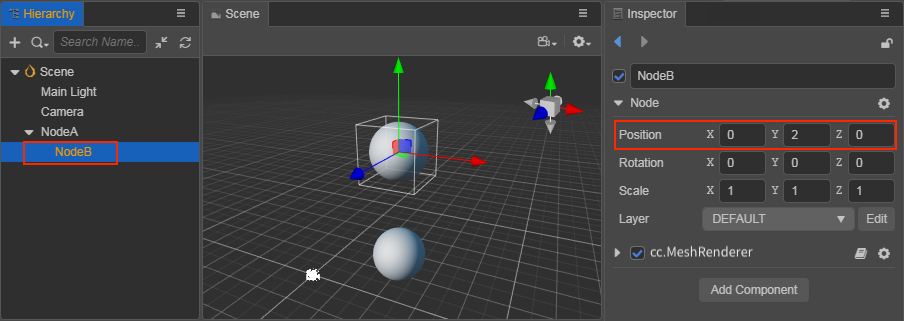 Hierarchy
Search Name..
Scene
Main Light
Camera
NodeA
NodeB
Scene
Inspector
NodeB
Node
Position X 0 Y 2 Z 0
Rotation X 0 Y 0 Z 0
Scale X 1 Y 1 Z 1
Layer DEFAULT Edit
cc.MeshRenderer
Add Component